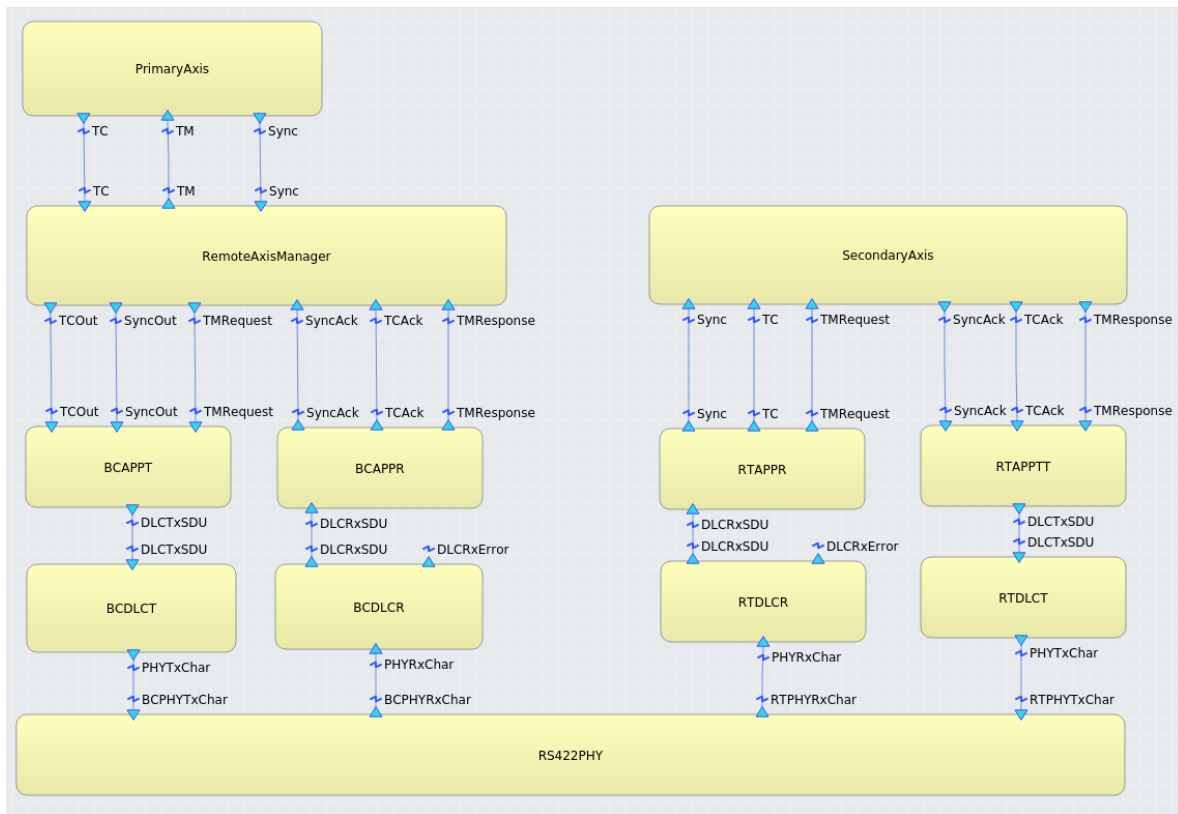 PrimaryAxis
TC TM Sync
TC TM Sync
RemoteAxisManager SecondaryAxis
TCOut SyncOut TMRequest SyncAck TCAck TMResponse Sync TC TMRequest SyncAck TCAck TMResponse
TCOut SyncOut TMRequest SyncAck TCAck TMResponse Sync TC TMRequest SyncAck TCAck TMResponse
BCAPPT BCAPPR RTAPPR RTAPPTT
DLCTxSDU DLCRxSDU DLCRxSDU DLCTxSDU
DLCTxSDU DLCRxSDU DLCRxError DLCRxSDU DLCRxError DLCTxSDU
BCDLCT BCDLCR RTDLCR RTDLCT
PHYTxChar PHYRxChar PHYRxChar PHYTxChar
BCPHYTxChar BCPHYRxChar RTPHYRxChar RTPHYTxChar
RS422PHY